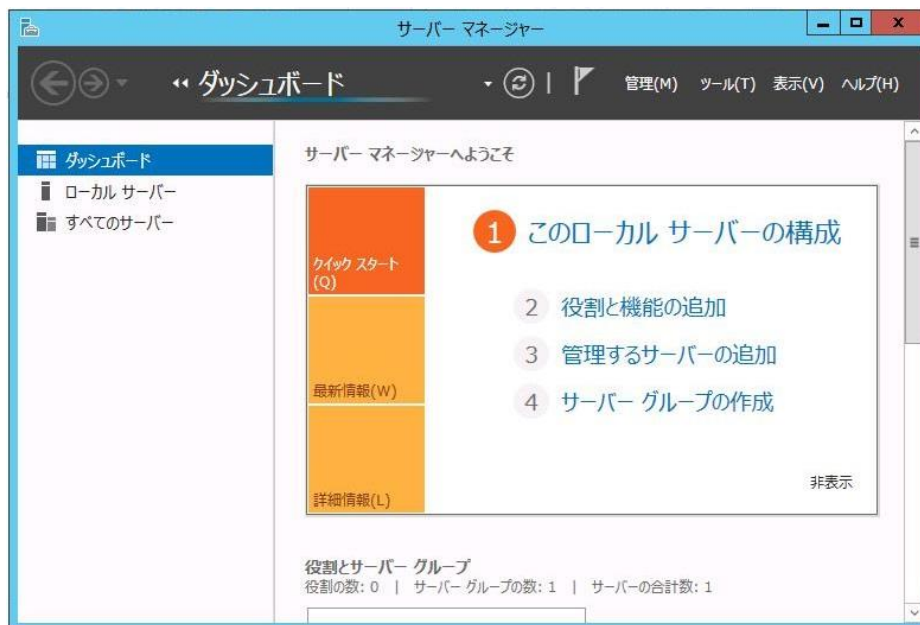 サーバー マネージャー
ダッシュボード
管理(M) ツール(T) 表示(V) ヘルプ(H)
ダッシュボード
ローカル サーバー
すべてのサーバー
サーバー マネージャーへようこそ
クイック スタート
(Q)
最新情報(W)
詳細情報(L)
1 このローカル サーバーの構成
2 役割と機能の追加
3 管理するサーバーの追加
4 サーバー グループの作成
非表示
役割とサーバー グループ
役割の数: 0 | サーバー グループの数: 1 | サーバーの合計数: 1